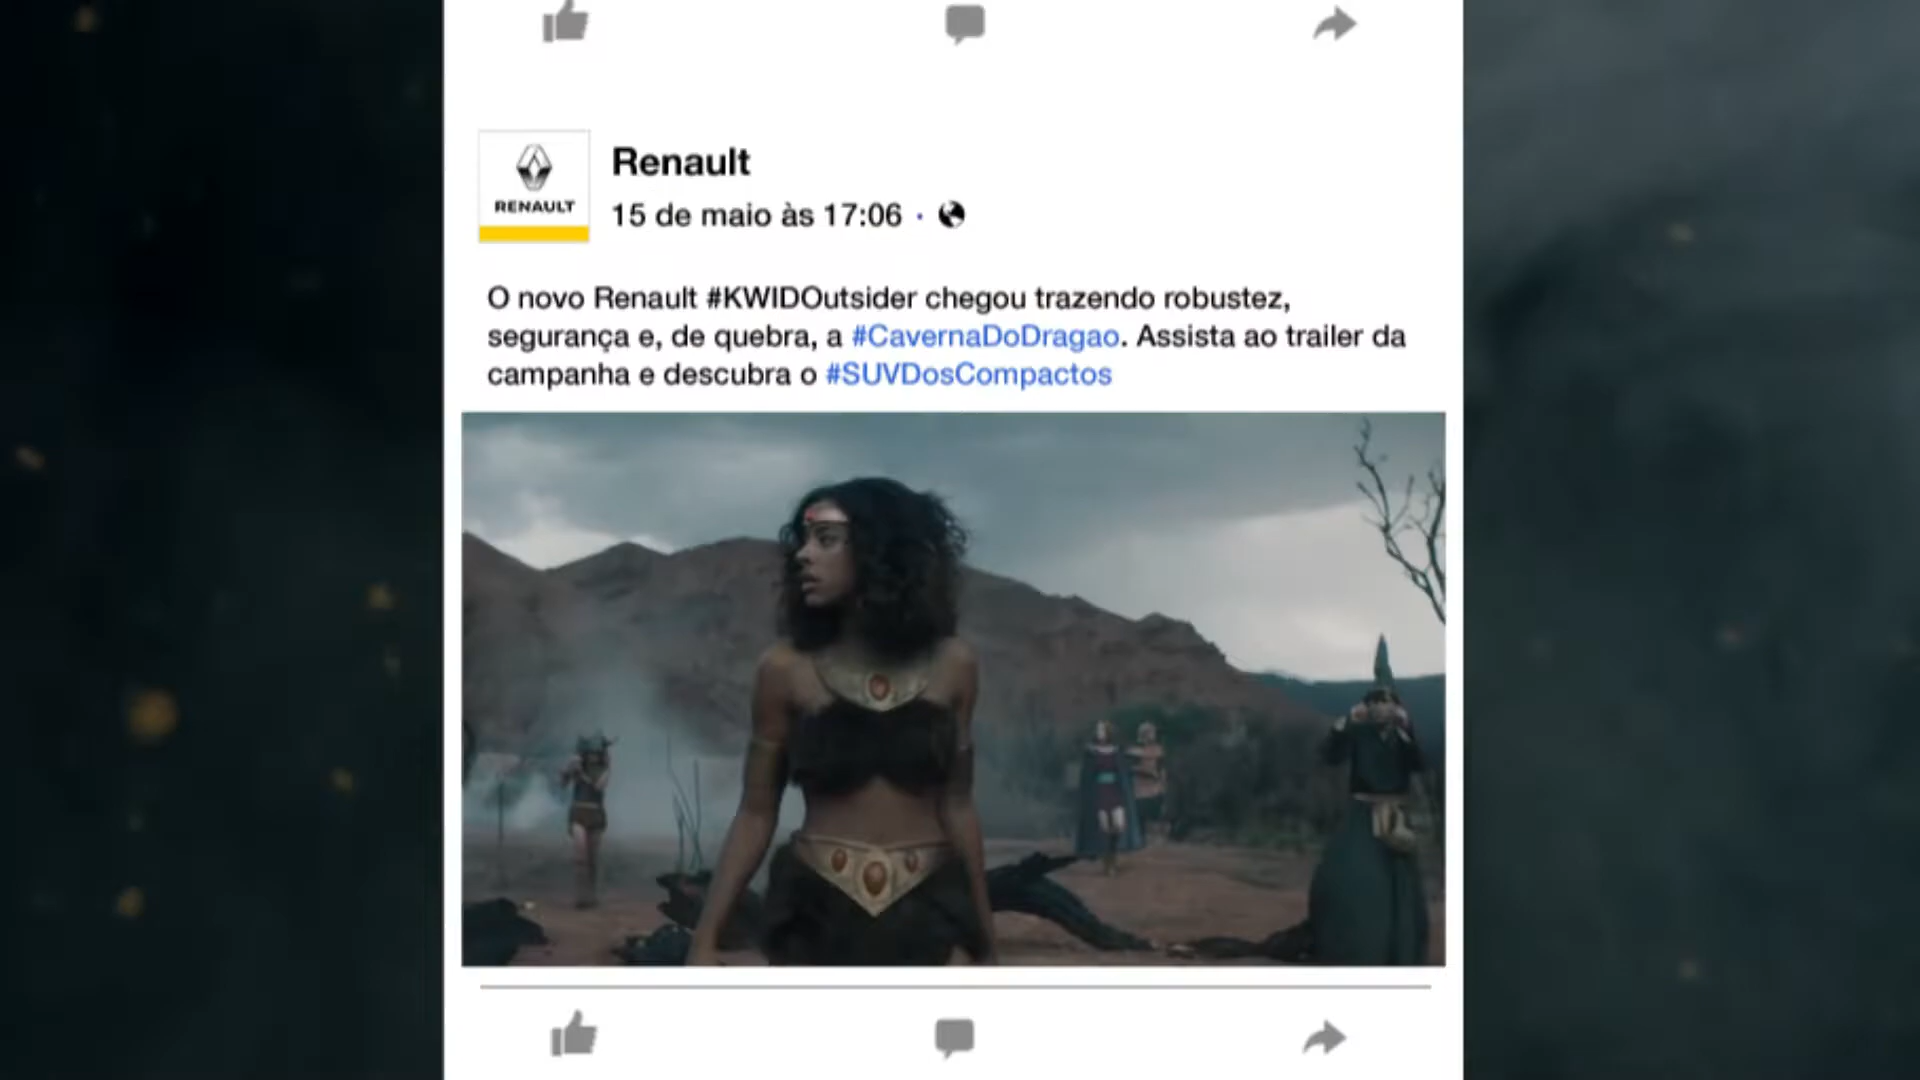 RENAULT
Renault
15 de maio às 17:06 ·
O novo Renault #KWIDOutsider chegou trazendo robustez,
segurança e, de quebra, a #CavernaDoDragao. Assista ao trailer da
campanha e descubra o #SUVDosCompactos